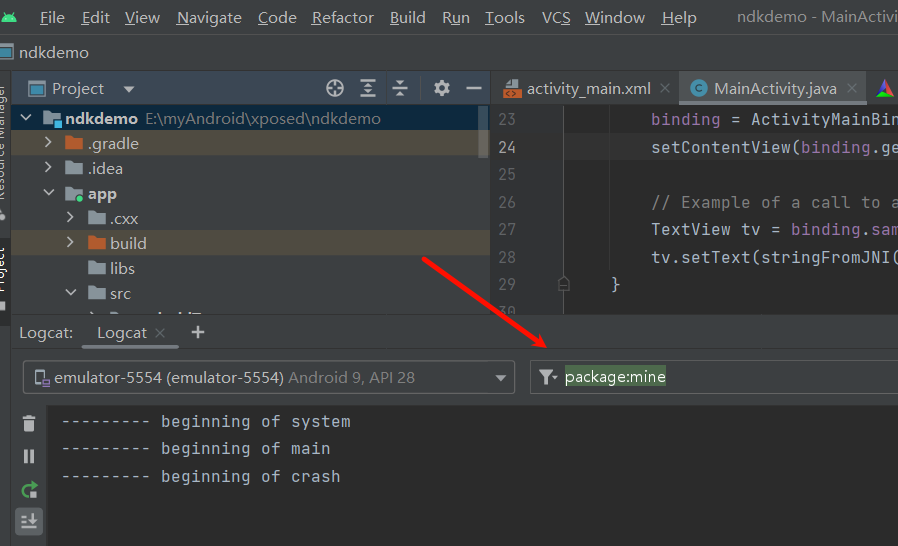 File Edit View Navigate Code Refactor Build Run Tools VCS Window Help ndkdemo - MainActivi
ndkdemo
Project
activity_main.xml
MainActivity.java
ndkdemo E:\myAndroid\xposed\ndkdemo
.gradle
.idea
app
.cxx
build
libs
src
Resource Manager
Project
23 binding = ActivityMainBin
24 setContentView(binding.ge
25
26 // Example of a call to a
27 TextView tv = binding.sam
28 tv.setText(stringFromJNI(
29 }
30
Logcat: Logcat +
emulator-5554 (emulator-5554) Android 9, API 28
package:mine
--------- beginning of system
--------- beginning of main
--------- beginning of crash